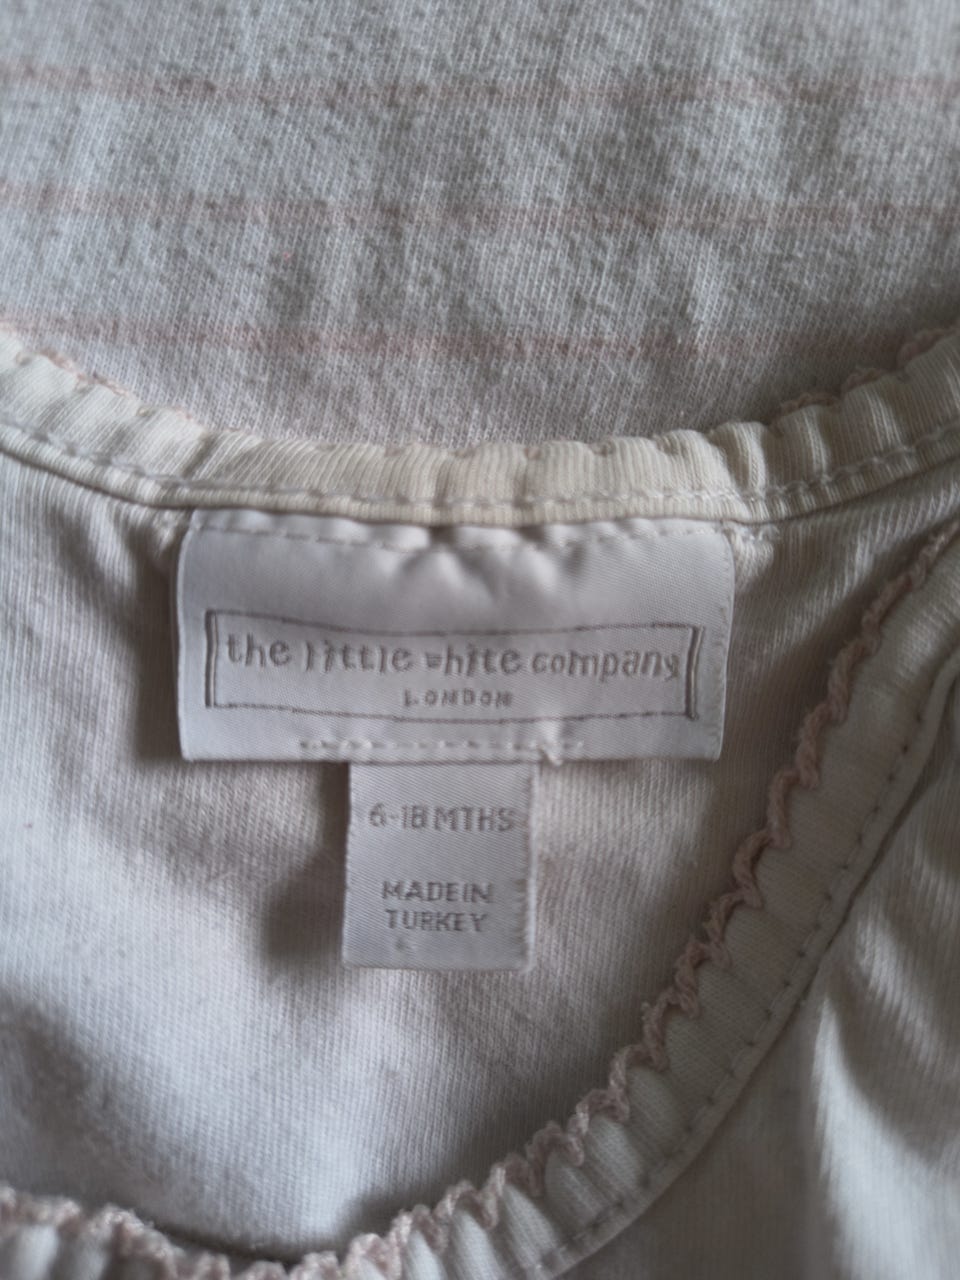 the little white company
LONDON
6-18 MTHS
MADE IN
TURKEY